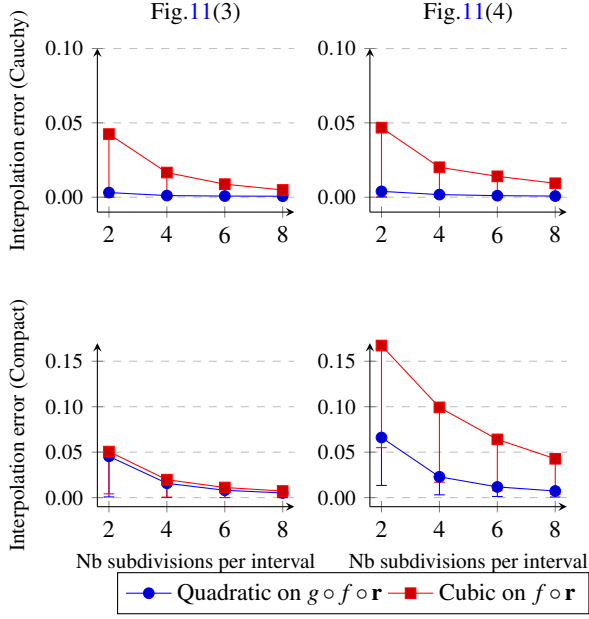 Fig.11(3)
Fig.11(4)
Interpolation error (Cauchy)
0.10
0.05
0.00
2 4 6 8
0.10
0.05
0.00
2 4 6 8
Interpolation error (Compact)
0.15
0.10
0.05
0.00
2 4 6 8
Nb subdivisions per interval
0.15
0.10
0.05
0.00
2 4 6 8
Nb subdivisions per interval
Quadratic on g ∘ f ∘ r
Cubic on f ∘ r